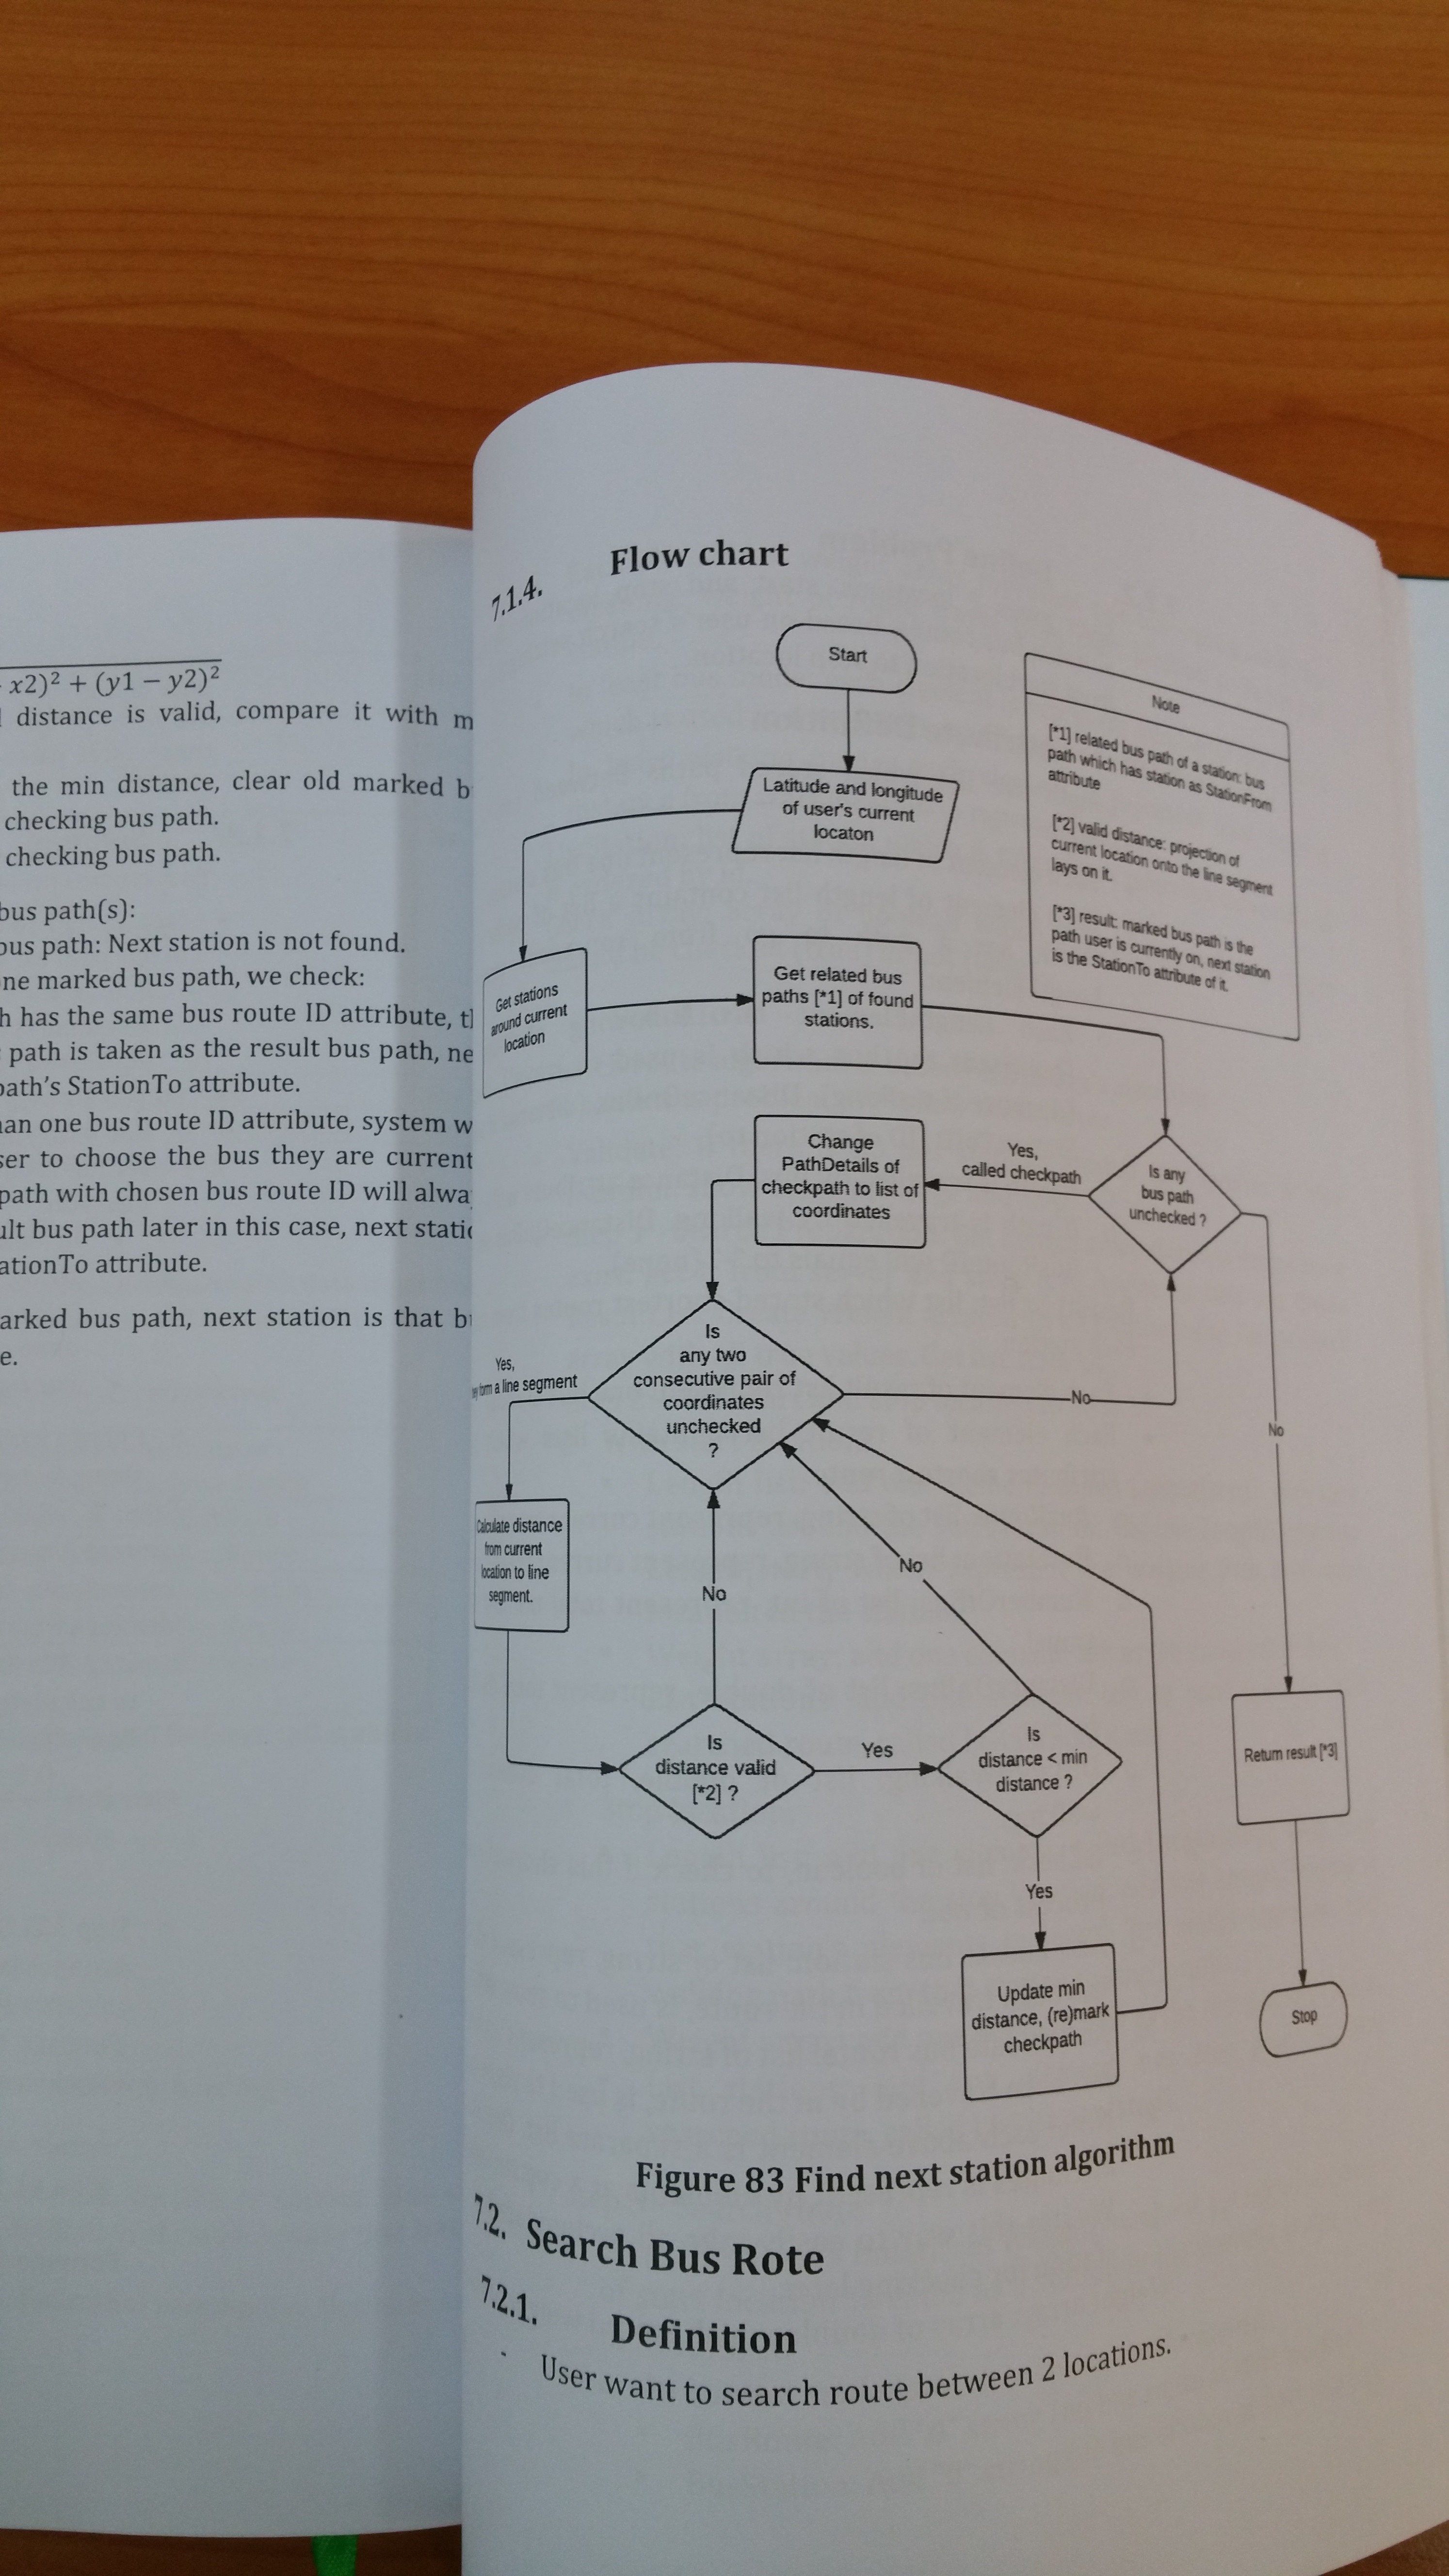 x2)² + (y1 − y2)²
distance is valid, compare it with
the min distance, clear old marked
checking bus path.
checking bus path.
bus path(s):
bus path: Next station is not found.
one marked bus path, we check:
has the same bus route ID attribute,
path is taken as the result bus path,
path's StationTo attribute.
than one bus route ID attribute, system
user to choose the bus they are
path with chosen bus route ID will
result bus path later in this case, next
StationTo attribute.
marked bus path, next station is that
7.1.4. Flow chart
Start
Latitude and longitude
of user's current
locaton
Note
[*1] related bus path of a station: bus
path which has station as StationFrom
attribute
[*2] valid distance: projection of
current location onto the line segment
lays on it.
[*3] result: marked bus path is the
path user is currently on, next station
is the StationTo attribute of it.
Get stations
around current
location
Get related bus
paths [*1] of found
stations.
Change
PathDetails of
checkpath to list of
coordinates
Yes,
called checkpath
Is any
bus path
unchecked ?
Is
any two
consecutive pair of
coordinates
unchecked
?
Yes,
form a line segment
No
No
Calculate distance
from current
location to line
segment.
No
No
Is
distance valid
[*2] ?
Yes
Is
distance < min
distance ?
Return result [*3]
Yes
Update min
distance, (re)mark
checkpath
Stop
Figure 83 Find next station algorithm
7.2. Search Bus Rote
7.2.1. Definition
- User want to search route between 2 locations.